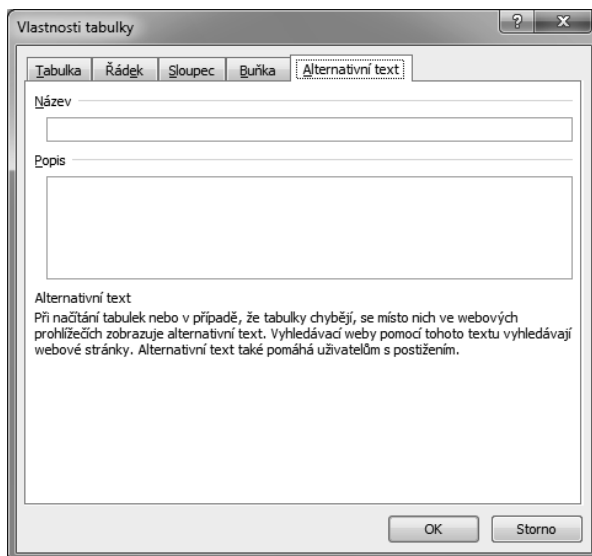 Vlastnosti tabulky
? X
Tabulka Řádek Sloupec Buňka Alternativní text
Název
Popis
Alternativní text
Při načítání tabulek nebo v případě, že tabulky chybějí, se místo nich ve webových
prohlížečích zobrazuje alternativní text. Vyhledávací weby pomocí tohoto textu vyhledávají
webové stránky. Alternativní text také pomáhá uživatelům s postižením.
OK Storno